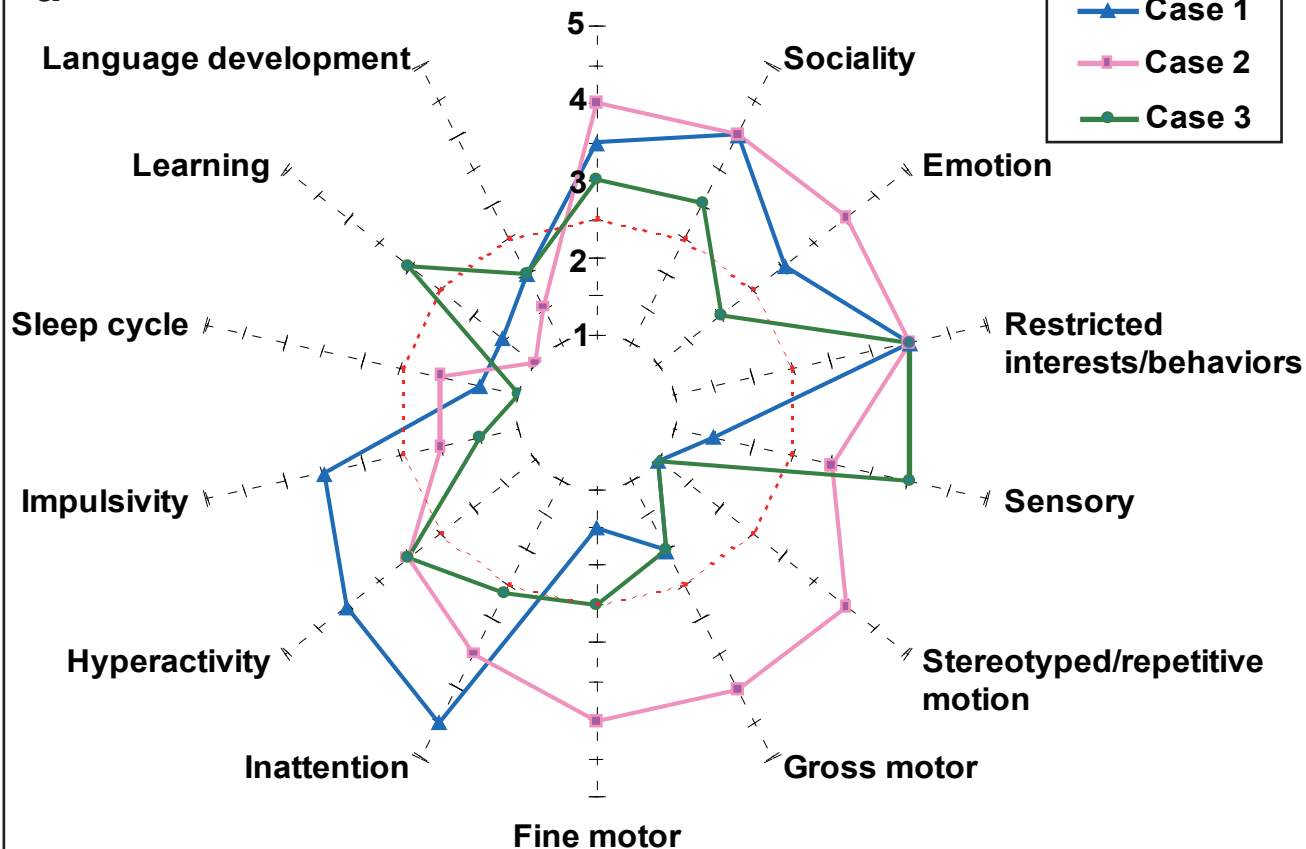 5
Case 1
Language development
Sociality
Case 2
4
Case 3
Learning
Emotion
3
2
Sleep cycle
Restricted
interests/behaviors
1
Impulsivity
Sensory
Hyperactivity
Stereotyped/repetitive
motion
Inattention
Gross motor
Fine motor